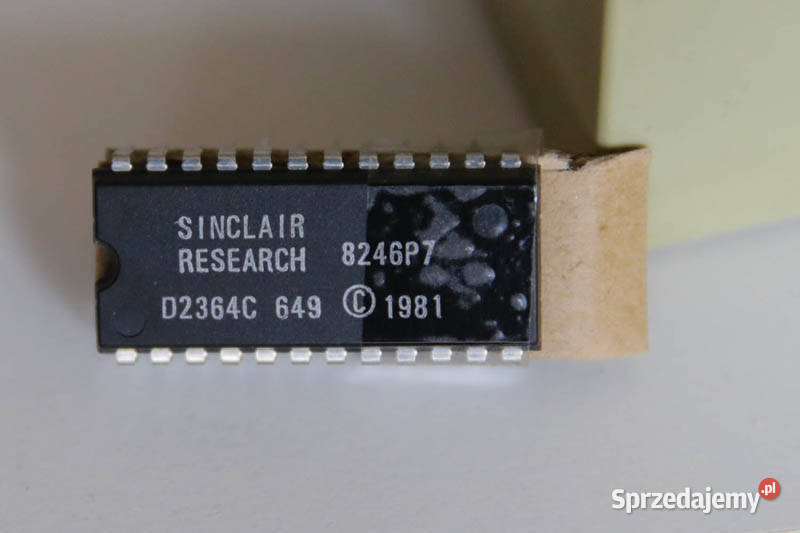 SINCLAIR
RESEARCH 8246P7
D2364C 649 © 1981
Sprzedajemy.pl